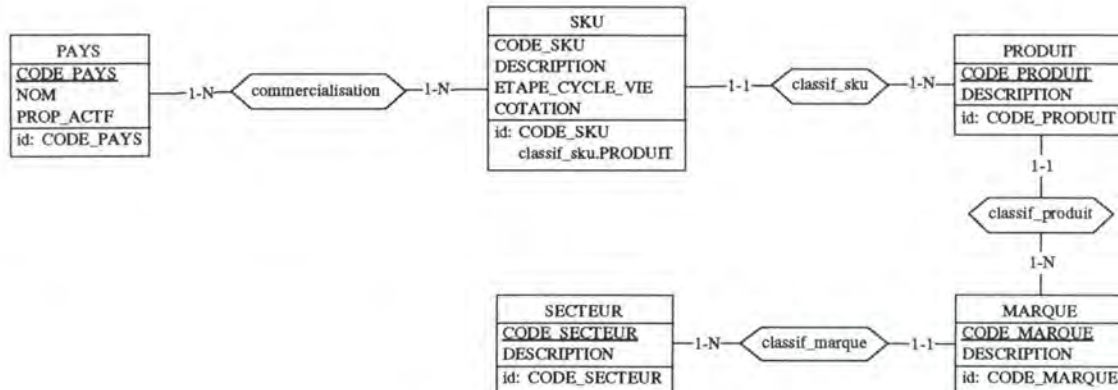 PAYS
CODE_PAYS
NOM
PROP_ACTF
id: CODE_PAYS
1-N
commercialisation
1-N
SKU
CODE_SKU
DESCRIPTION
ETAPE_CYCLE_VIE
COTATION
id: CODE_SKU
classif_sku.PRODUIT
1-1
classif_sku
1-N
PRODUIT
CODE_PRODUIT
DESCRIPTION
id: CODE_PRODUIT
1-1
classif_produit
1-N
SECTEUR
CODE_SECTEUR
DESCRIPTION
id: CODE_SECTEUR
1-N
classif_marque
1-1
MARQUE
CODE_MARQUE
DESCRIPTION
id: CODE_MARQUE